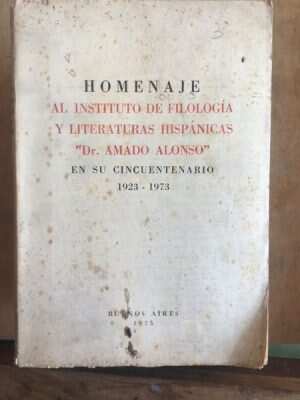 HOMENAJE
AL INSTITUTO DE FILOLOGÍA
Y LITERATURAS HISPÁNICAS
"Dr. AMADO ALONSO"
EN SU CINCUENTENARIO
1923 - 1973
BUENOS AIRES
1975